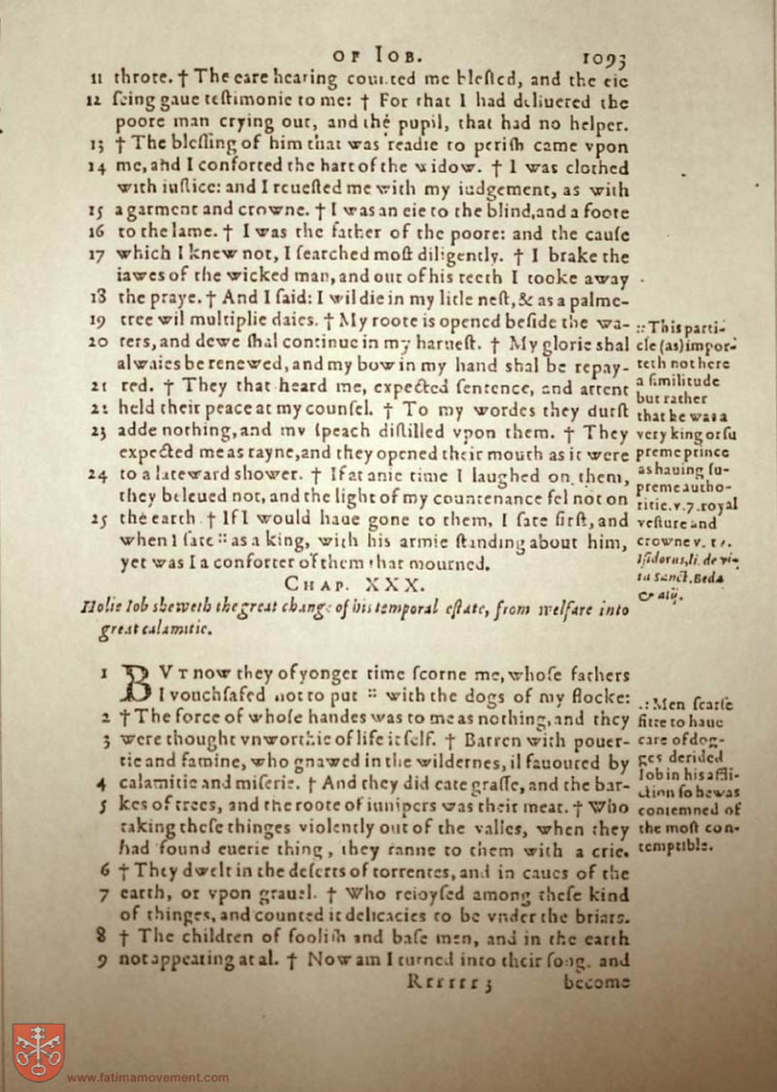 OF IOB. 1093
11 throte. † The eare hearing counted me blessed, and the eie
12 ſeing gaue teſtimonie to me: † For that I had deliuered the
poore man crying out, and the pupil, that had no helper.
13 † The bleſſing of him that was readie to periſh came vpon
14 me, and I conforted the hart of the widow. † I was clothed
with iuſtice: and I reueſted me with my iudgement, as with
15 a garment and crowne. † I was an eie to the blind, and a foote
16 to the lame. † I was the father of the poore: and the cauſe
17 which I knew not, I ſearched moſt diligently. † I brake the
iawes of the wicked man, and out of his teeth I tooke away
18 the praye. † And I ſaid: I wil die in my litle neſt, & as a palme-
19 tree wil multiplie daies. † My roote is opened beſide the wa-
20 ters, and dewe ſhal continue in my harueſt. † My glorie shal
alwaies be renewed, and my bow in my hand shal be repay-
21 red. † They that heard me, expected ſentence, and attent
22 held their peace at my counſel. † To my wordes they durſt
23 adde nothing, and my ſpeach diſtilled vpon them. † They
expected me as rayne, and they opened their mouth as it were
24 to a lateward shower. † If at anie time I laughed on them,
they beleued not, and the light of my countenance fel not on
25 the earth † If I would haue gone to them, I ſate firſt, and
when I ſate :: as a king, with his armie ſtanding about him,
yet was I a conforter of them that mourned.
:: This parti-
cle (as) impor-
teth not here
a ſimilitude
but rather
that he was a
very king or ſu
preme prince
as hauing ſu-
preme autho-
ritie. v. 7. royal
veſture and
crowne v.
Iſidorus, li. de vi-
ta Sanct. Beda
& alij.
CHAP. XXX.
Holie Iob sheweth the great change of his temporal eſtate, from welfare into
great calamitie.
1 BVT now they of yonger time ſcorne me, whoſe fathers
I vouchſafed not to put :: with the dogs of my flocke:
2 † The force of whoſe handes was to me as nothing, and they
3 were thought vnworthie of life it ſelf. † Barren with pouer-
tie and famine, who gnawed in the wildernes, il fauoured by
4 calamitie and miſerie. † And they did eate graſſe, and the bar-
5 kes of trees, and the roote of iunipers was their meat. † Who
taking theſe thinges violently out of the valles, when they
had found euerie thing, they ranne to them with a crie.
6 † They dwelt in the deſerts of torrentes, and in caues of the
7 earth, or vpon grauel. † Who reioyſed among theſe kind
of thinges, and counted it delicacies to be vnder the briars.
8 † The children of fooliſh and baſe men, and in the earth
9 not appearing at al. † Now am I turned into their ſong, and
:: Men ſcarſe
fitte to haue
care of dog-
ges derided
Iob in his affli-
ction ſo he was
contemned of
the moſt con-
temptible.
Rrrrrr 3 become
www.fatimamovement.com